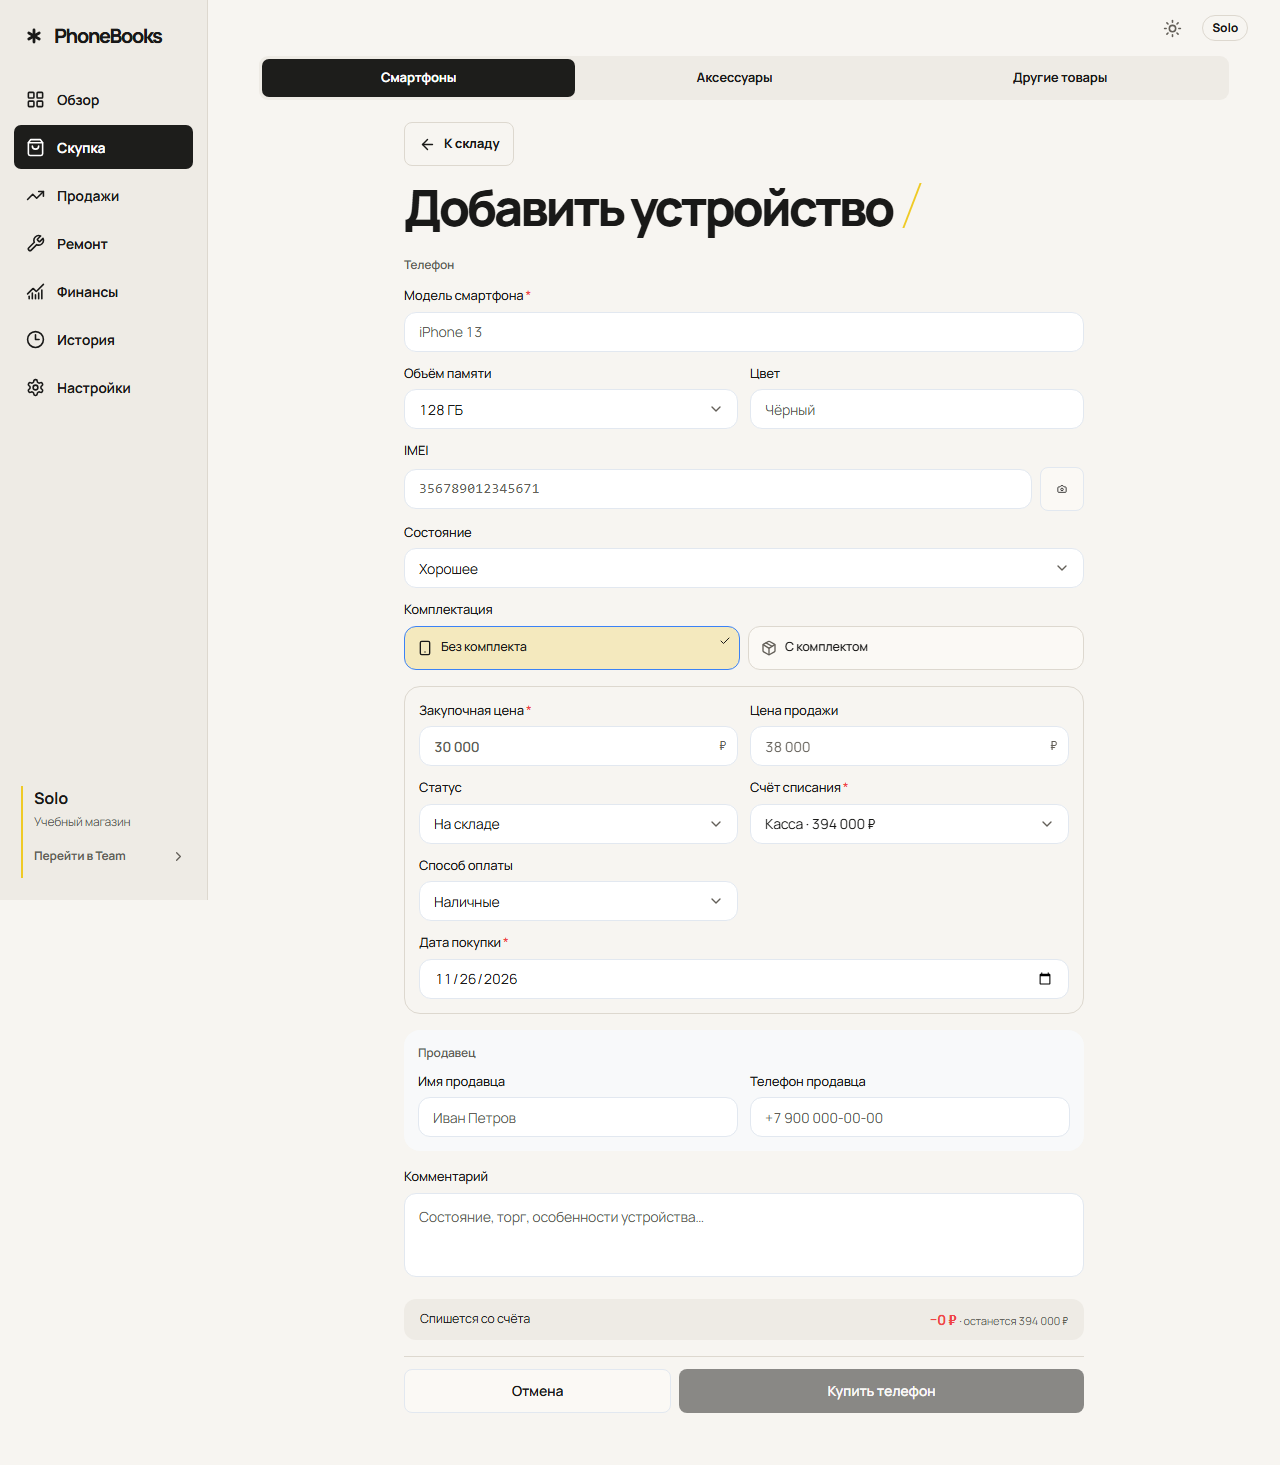 PhoneBooks
Solo
Обзор
Скупка
Продажи
Ремонт
Финансы
История
Настройки
Solo
Учебный магазин
Перейти в Team
Смартфоны
Аксессуары
Другие товары
К складу
Добавить устройство /
Телефон
Модель смартфона *
iPhone 13
Объём памяти
Цвет
128 ГБ
Чёрный
IMEI
356789012345671
Состояние
Хорошее
Комплектация
Без комплекта
С комплектом
Закупочная цена *
Цена продажи
30 000 ₽
38 000 ₽
Статус
Счёт списания *
На складе
Касса · 394 000 ₽
Способ оплаты
Наличные
Дата покупки *
11/26/2026
Продавец
Имя продавца
Телефон продавца
Иван Петров
+7 900 000-00-00
Комментарий
Состояние, торг, особенности устройства...
Спишется со счёта
−0 ₽ · останется 394 000 ₽
Отмена
Купить телефон